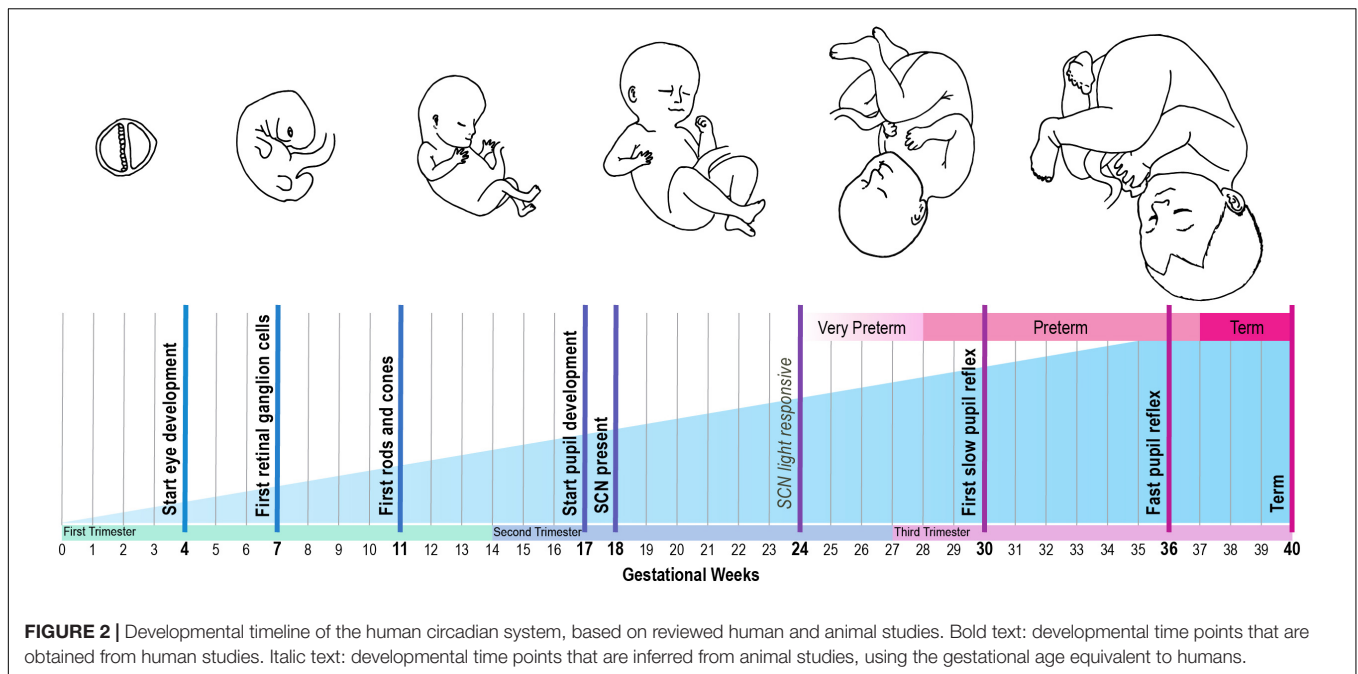 Very Preterm
Preterm
Term
Start eye development
First retinal ganglion cells
First rods and cones
Start pupil development
SCN present
SCN light responsive
First slow pupil reflex
Fast pupil reflex
Term
First Trimester
Second Trimester
Third Trimester
0 1 2 3 4 5 6 7 8 9 10 11 12 13 14 15 16 17 18 19 20 21 22 23 24 25 26 27 28 29 30 31 32 33 34 35 36 37 38 39 40
Gestational Weeks
FIGURE 2 | Developmental timeline of the human circadian system, based on reviewed human and animal studies. Bold text: developmental time points that are
obtained from human studies. Italic text: developmental time points that are inferred from animal studies, using the gestational age equivalent to humans.